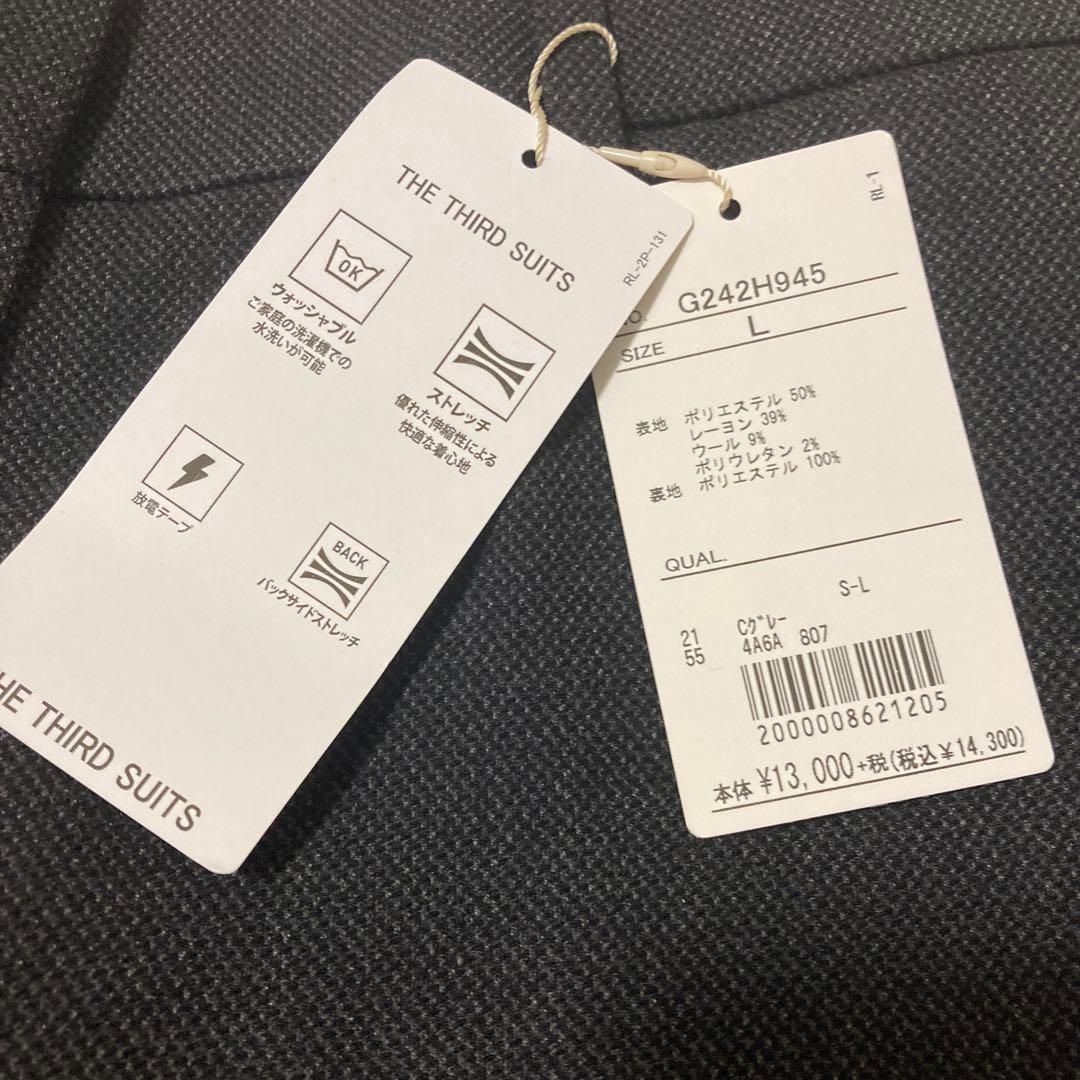 THE THIRD SUITS
RL-2P-131
OK
ウォッシャブル
ご家庭の洗濯機での
水洗いが可能
ストレッチ
優れた伸縮性による
快適な着心地
放電テープ
BACK
バックサイドストレッチ
THE THIRD SUITS
RL-1
G242H945
SIZE L
表地 ポリエステル 50%
レーヨン 39%
ウール 9%
ポリウレタン 2%
裏地 ポリエステル 100%
QUAL.
S-L
21 Cグレー
55 4A6A 807
2000008621205
本体 ¥13,000+税(税込¥14,300)